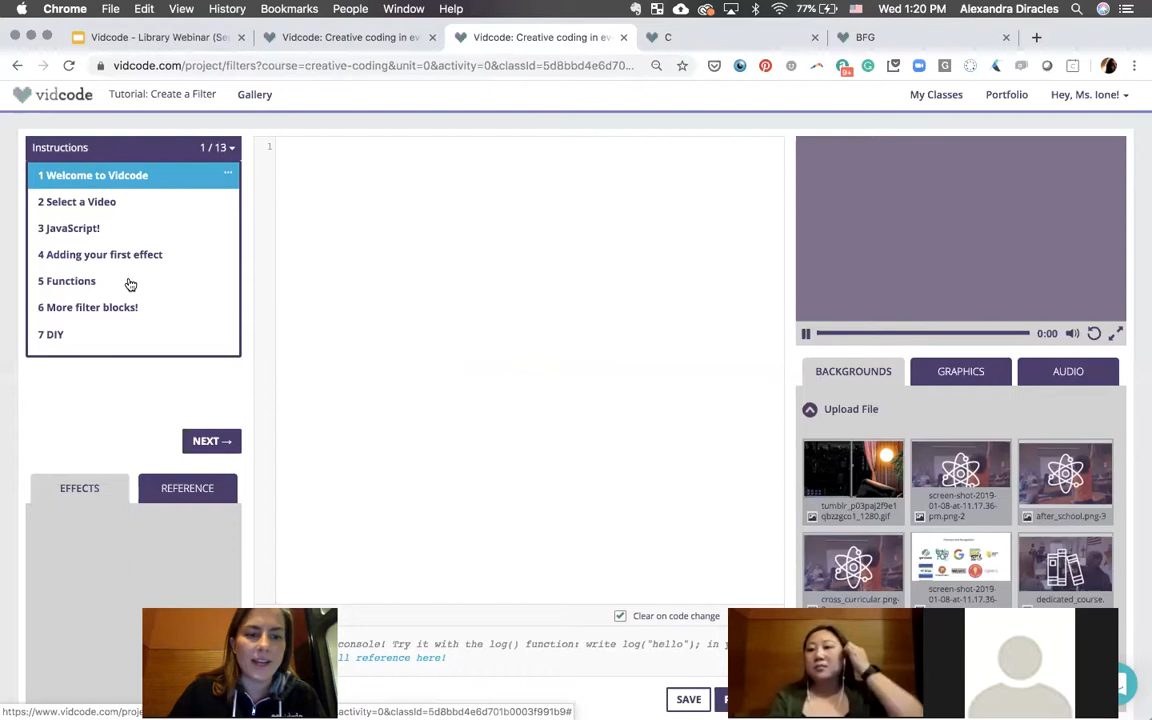 Chrome File Edit View History Bookmarks People Window Help 77% Wed 1:20 PM Alexandra Diracles
Vidcode - Library Webinar (Se
Vidcode: Creative coding in ev
Vidcode: Creative coding in ev
C
BFG
vidcode.com/project/filters?course=creative-coding&unit=0&activity=0&classId=5d8bbd4e6d70...
9+
vidcode Tutorial: Create a Filter Gallery My Classes Portfolio Hey, Ms. Ione!
Instructions 1 / 13
1 Welcome to Vidcode ...
2 Select a Video
3 JavaScript!
4 Adding your first effect
5 Functions
6 More filter blocks!
7 DIY
NEXT →
EFFECTS REFERENCE
1
0:00
BACKGROUNDS GRAPHICS AUDIO
Upload File
tumblr_p03paj2f9e1
qbzzgco1_1280.gif
screen-shot-2019-
01-08-at-11.17.36-
pm.png-2
after_school.png-3
cross_curricular.png-
screen-shot-2019-
01-08-at-11.17.36-
dedicated_course.
Clear on code change
console! Try it with the log() function: write log("hello"); in y
ll reference here!
SAVE
https://www.vidcode.com/proje
activity=0&classId=5d8bbd4e6d701b0003f991b9#